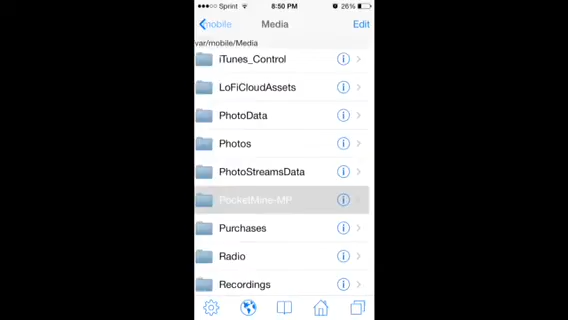 Sprint 8:50 PM 26%
mobile Media Edit
var/mobile/Media
iTunes_Control
LoFiCloudAssets
PhotoData
Photos
PhotoStreamsData
PocketMine-MP
Purchases
Radio
Recordings